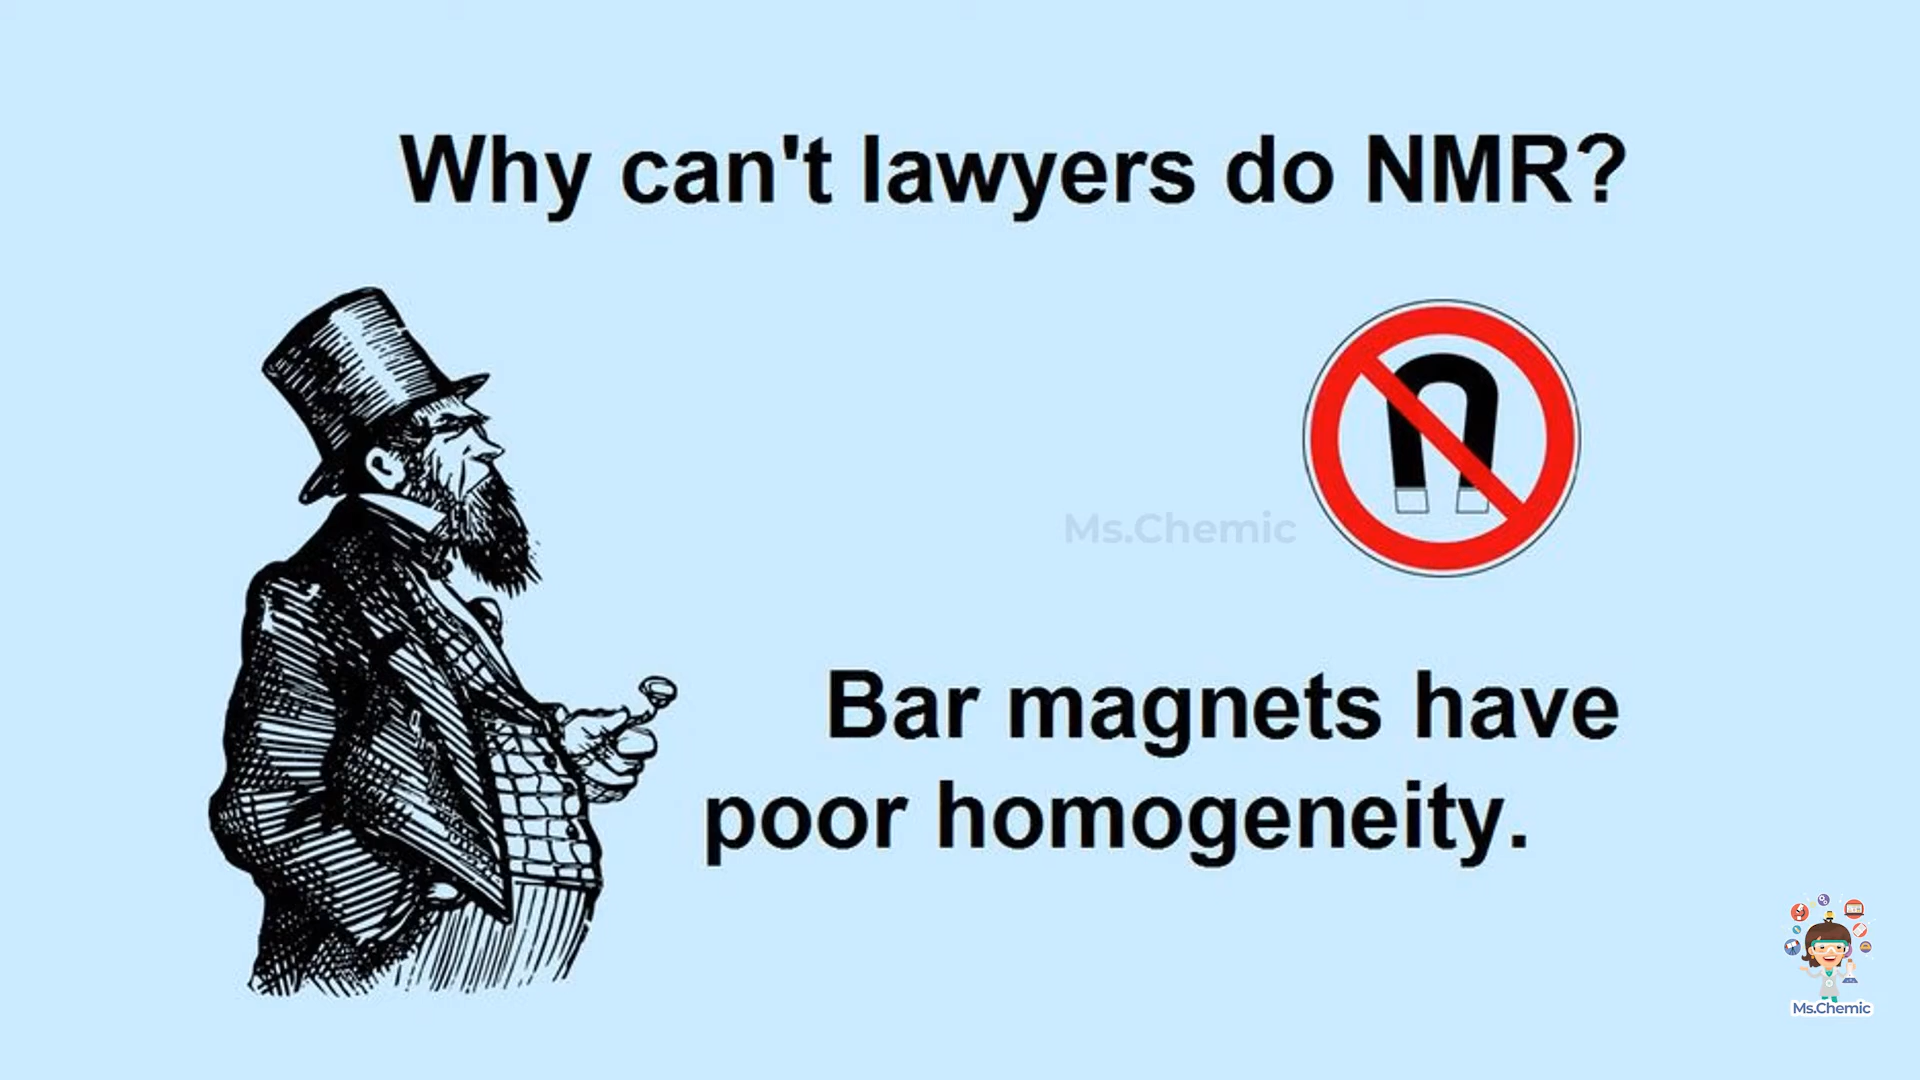 Why can't lawyers do NMR?
Ms.Chemic
Bar magnets have
poor homogeneity.
Ms.Chemic